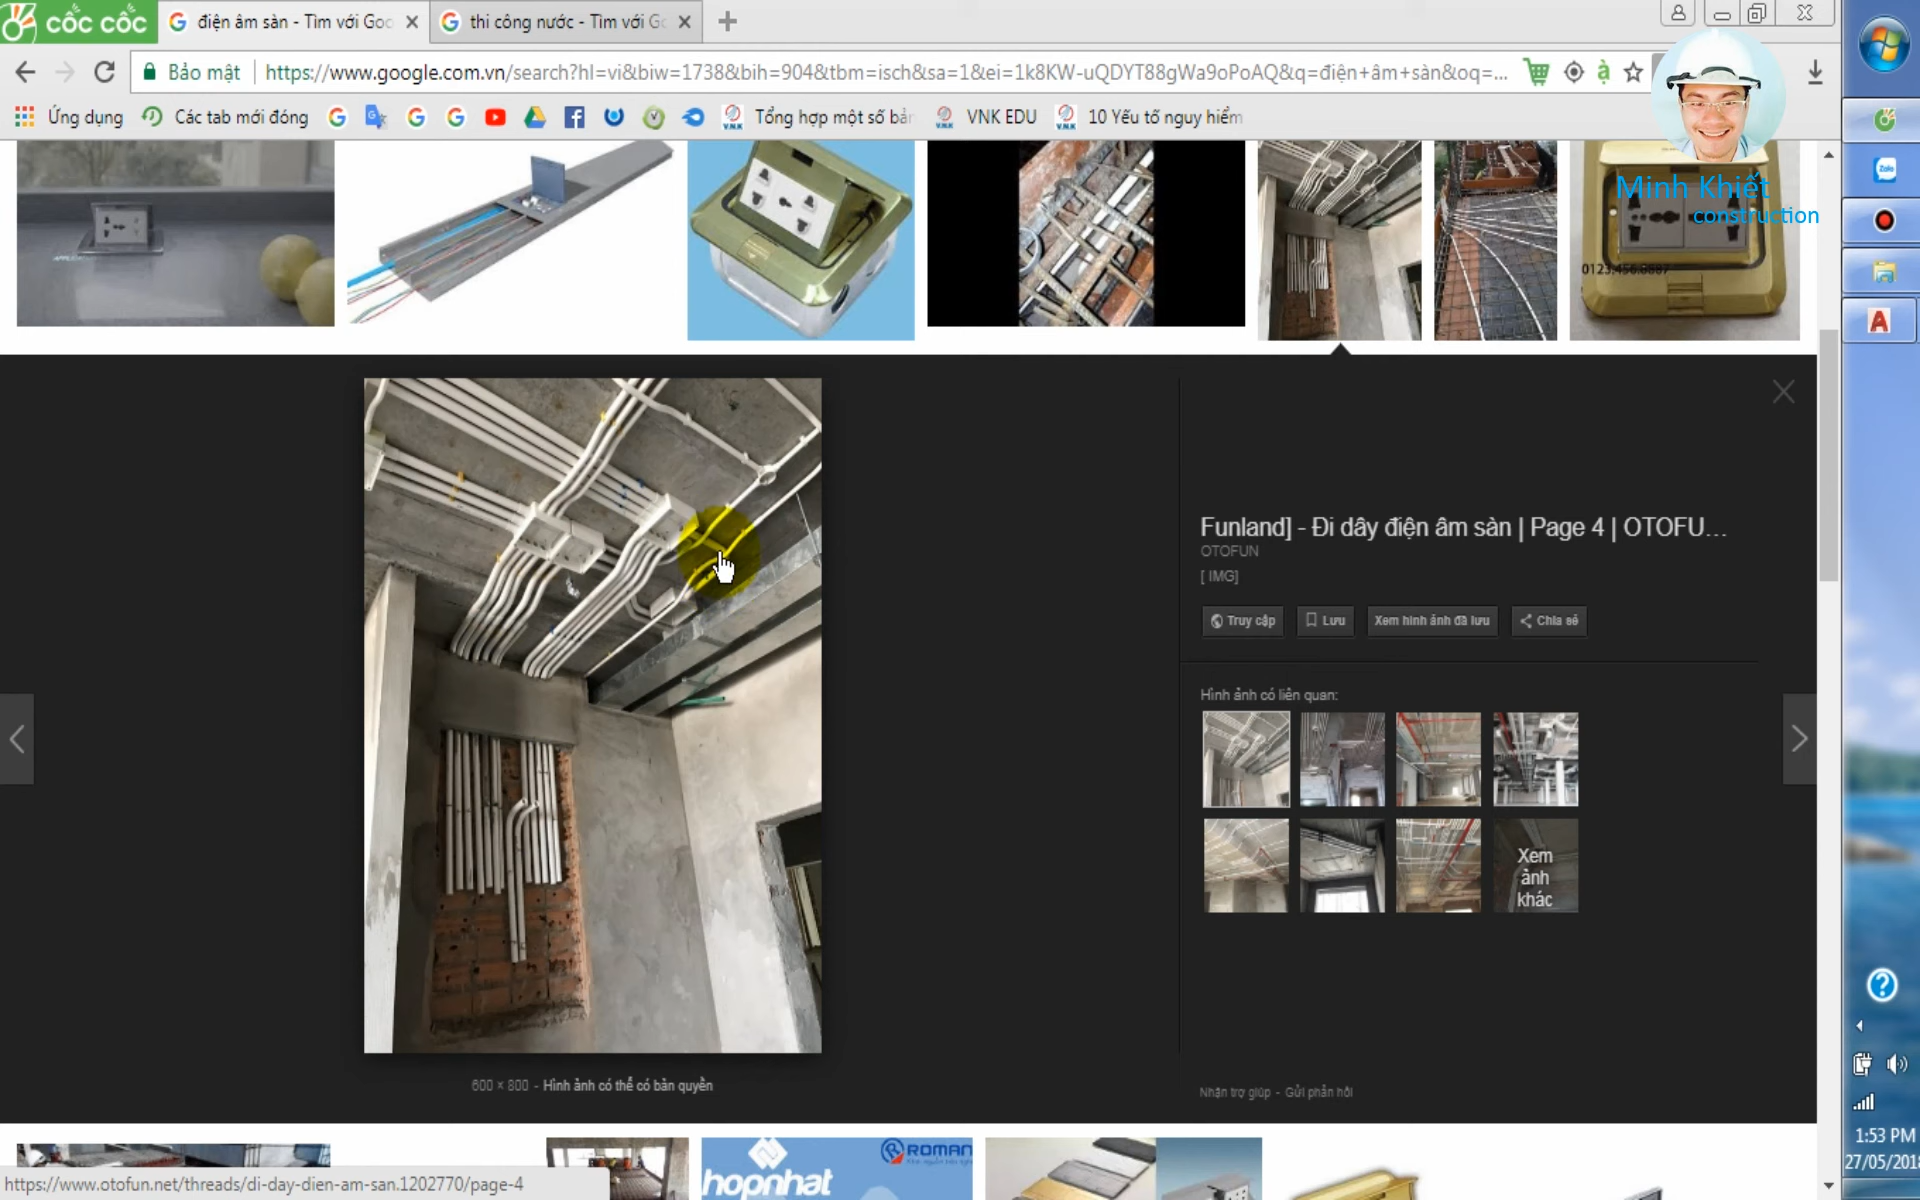 cốc cốc
điện âm sàn - Tìm với Goo
thi công nước - Tìm với Go
Bảo mật
https://www.google.com.vn/search?hl=vi&biw=1738&bih=904&tbm=isch&sa=1&ei=1k8KW-uQDYT88gWa9oPoAQ&q=điện+âm+sàn&oq=...
Ứng dụng
Các tab mới đóng
Tổng hợp một số bản
VNK EDU
10 Yếu tố nguy hiểm
Zalo
Minh Khiết
construction
0123.456.6887
Funland] - Đi dây điện âm sàn | Page 4 | OTOFU...
OTOFUN
[ IMG]
Truy cập
Lưu
Xem hình ảnh đã lưu
Chia sẻ
Hình ảnh có liên quan:
Xem
ảnh
khác
600 × 800 - Hình ảnh có thể có bản quyền
Nhận trợ giúp - Gửi phản hồi
ROMAN
hopnhat
https://www.otofun.net/threads/di-day-dien-am-san.1202770/page-4
1:53 PM
27/05/201